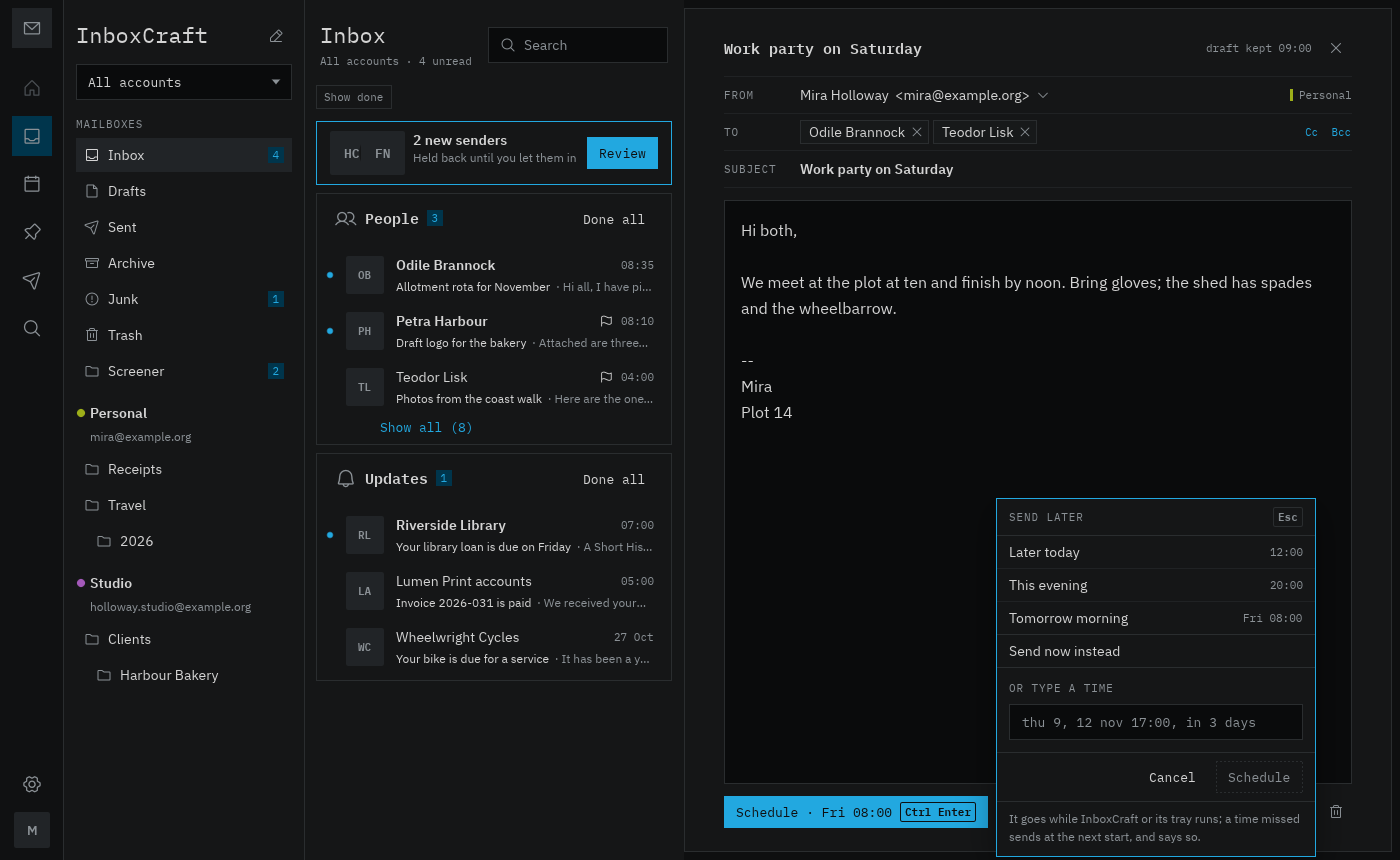 InboxCraft
All accounts
MAILBOXES
Inbox 4
Drafts
Sent
Archive
Junk 1
Trash
Screener 2
Personal
mira@example.org
Receipts
Travel
2026
Studio
holloway.studio@example.org
Clients
Harbour Bakery
M
Inbox
All accounts · 4 unread
Search
Show done
HC FN
2 new senders
Held back until you let them in
Review
People 3
Done all
OB
Odile Brannock 08:35
Allotment rota for November · Hi all, I have pi…
PH
Petra Harbour 08:10
Draft logo for the bakery · Attached are three…
TL
Teodor Lisk 04:00
Photos from the coast walk · Here are the one…
Show all (8)
Updates 1
Done all
RL
Riverside Library 07:00
Your library loan is due on Friday · A Short His…
LA
Lumen Print accounts 05:00
Invoice 2026-031 is paid · We received your…
WC
Wheelwright Cycles 27 Oct
Your bike is due for a service · It has been a y…
Work party on Saturday
draft kept 09:00
FROM Mira Holloway <mira@example.org> Personal
TO Odile Brannock Teodor Lisk Cc Bcc
SUBJECT Work party on Saturday
Hi both,
We meet at the plot at ten and finish by noon. Bring gloves; the shed has spades
and the wheelbarrow.
--
Mira
Plot 14
Schedule · Fri 08:00 Ctrl Enter
SEND LATER Esc
Later today 12:00
This evening 20:00
Tomorrow morning Fri 08:00
Send now instead
OR TYPE A TIME
thu 9, 12 nov 17:00, in 3 days
Cancel Schedule
It goes while InboxCraft or its tray runs; a time missed
sends at the next start, and says so.